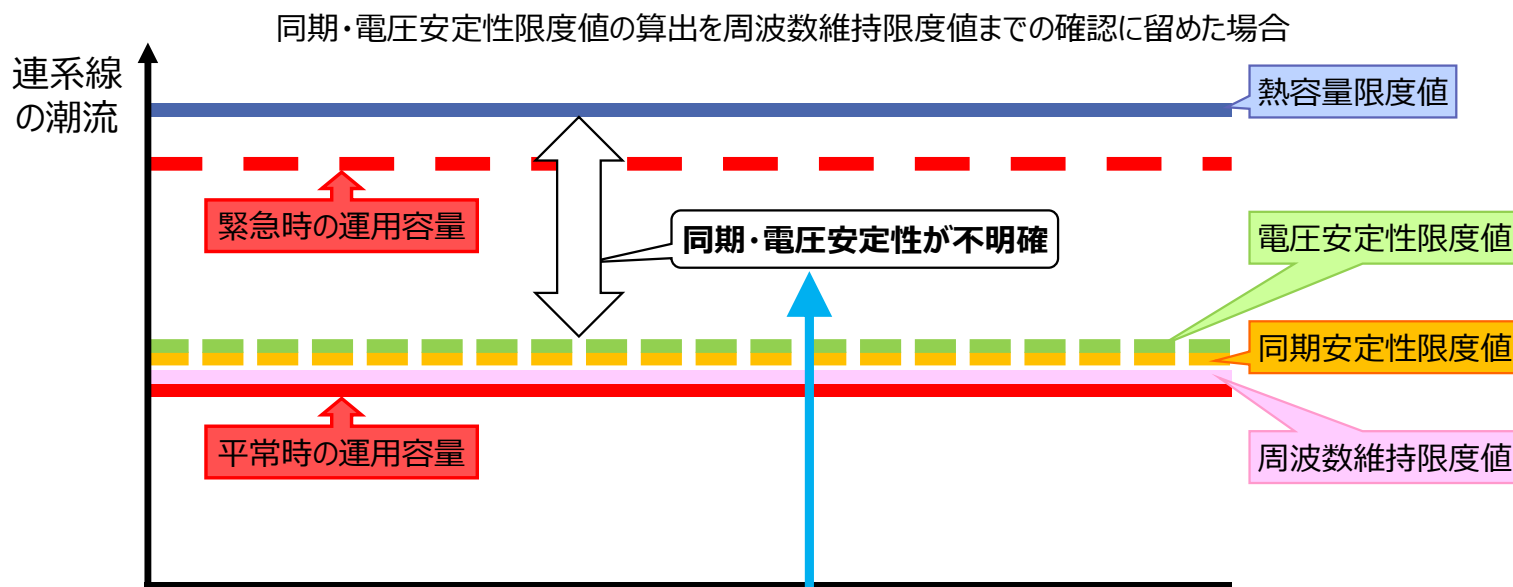 同期・電圧安定性限度値の算出を周波数維持限度値までの確認に留めた場合
連系線
の潮流
熱容量限度値
緊急時の運用容量
同期・電圧安定性が不明確
電圧安定性限度値
同期安定性限度値
平常時の運用容量
周波数維持限度値